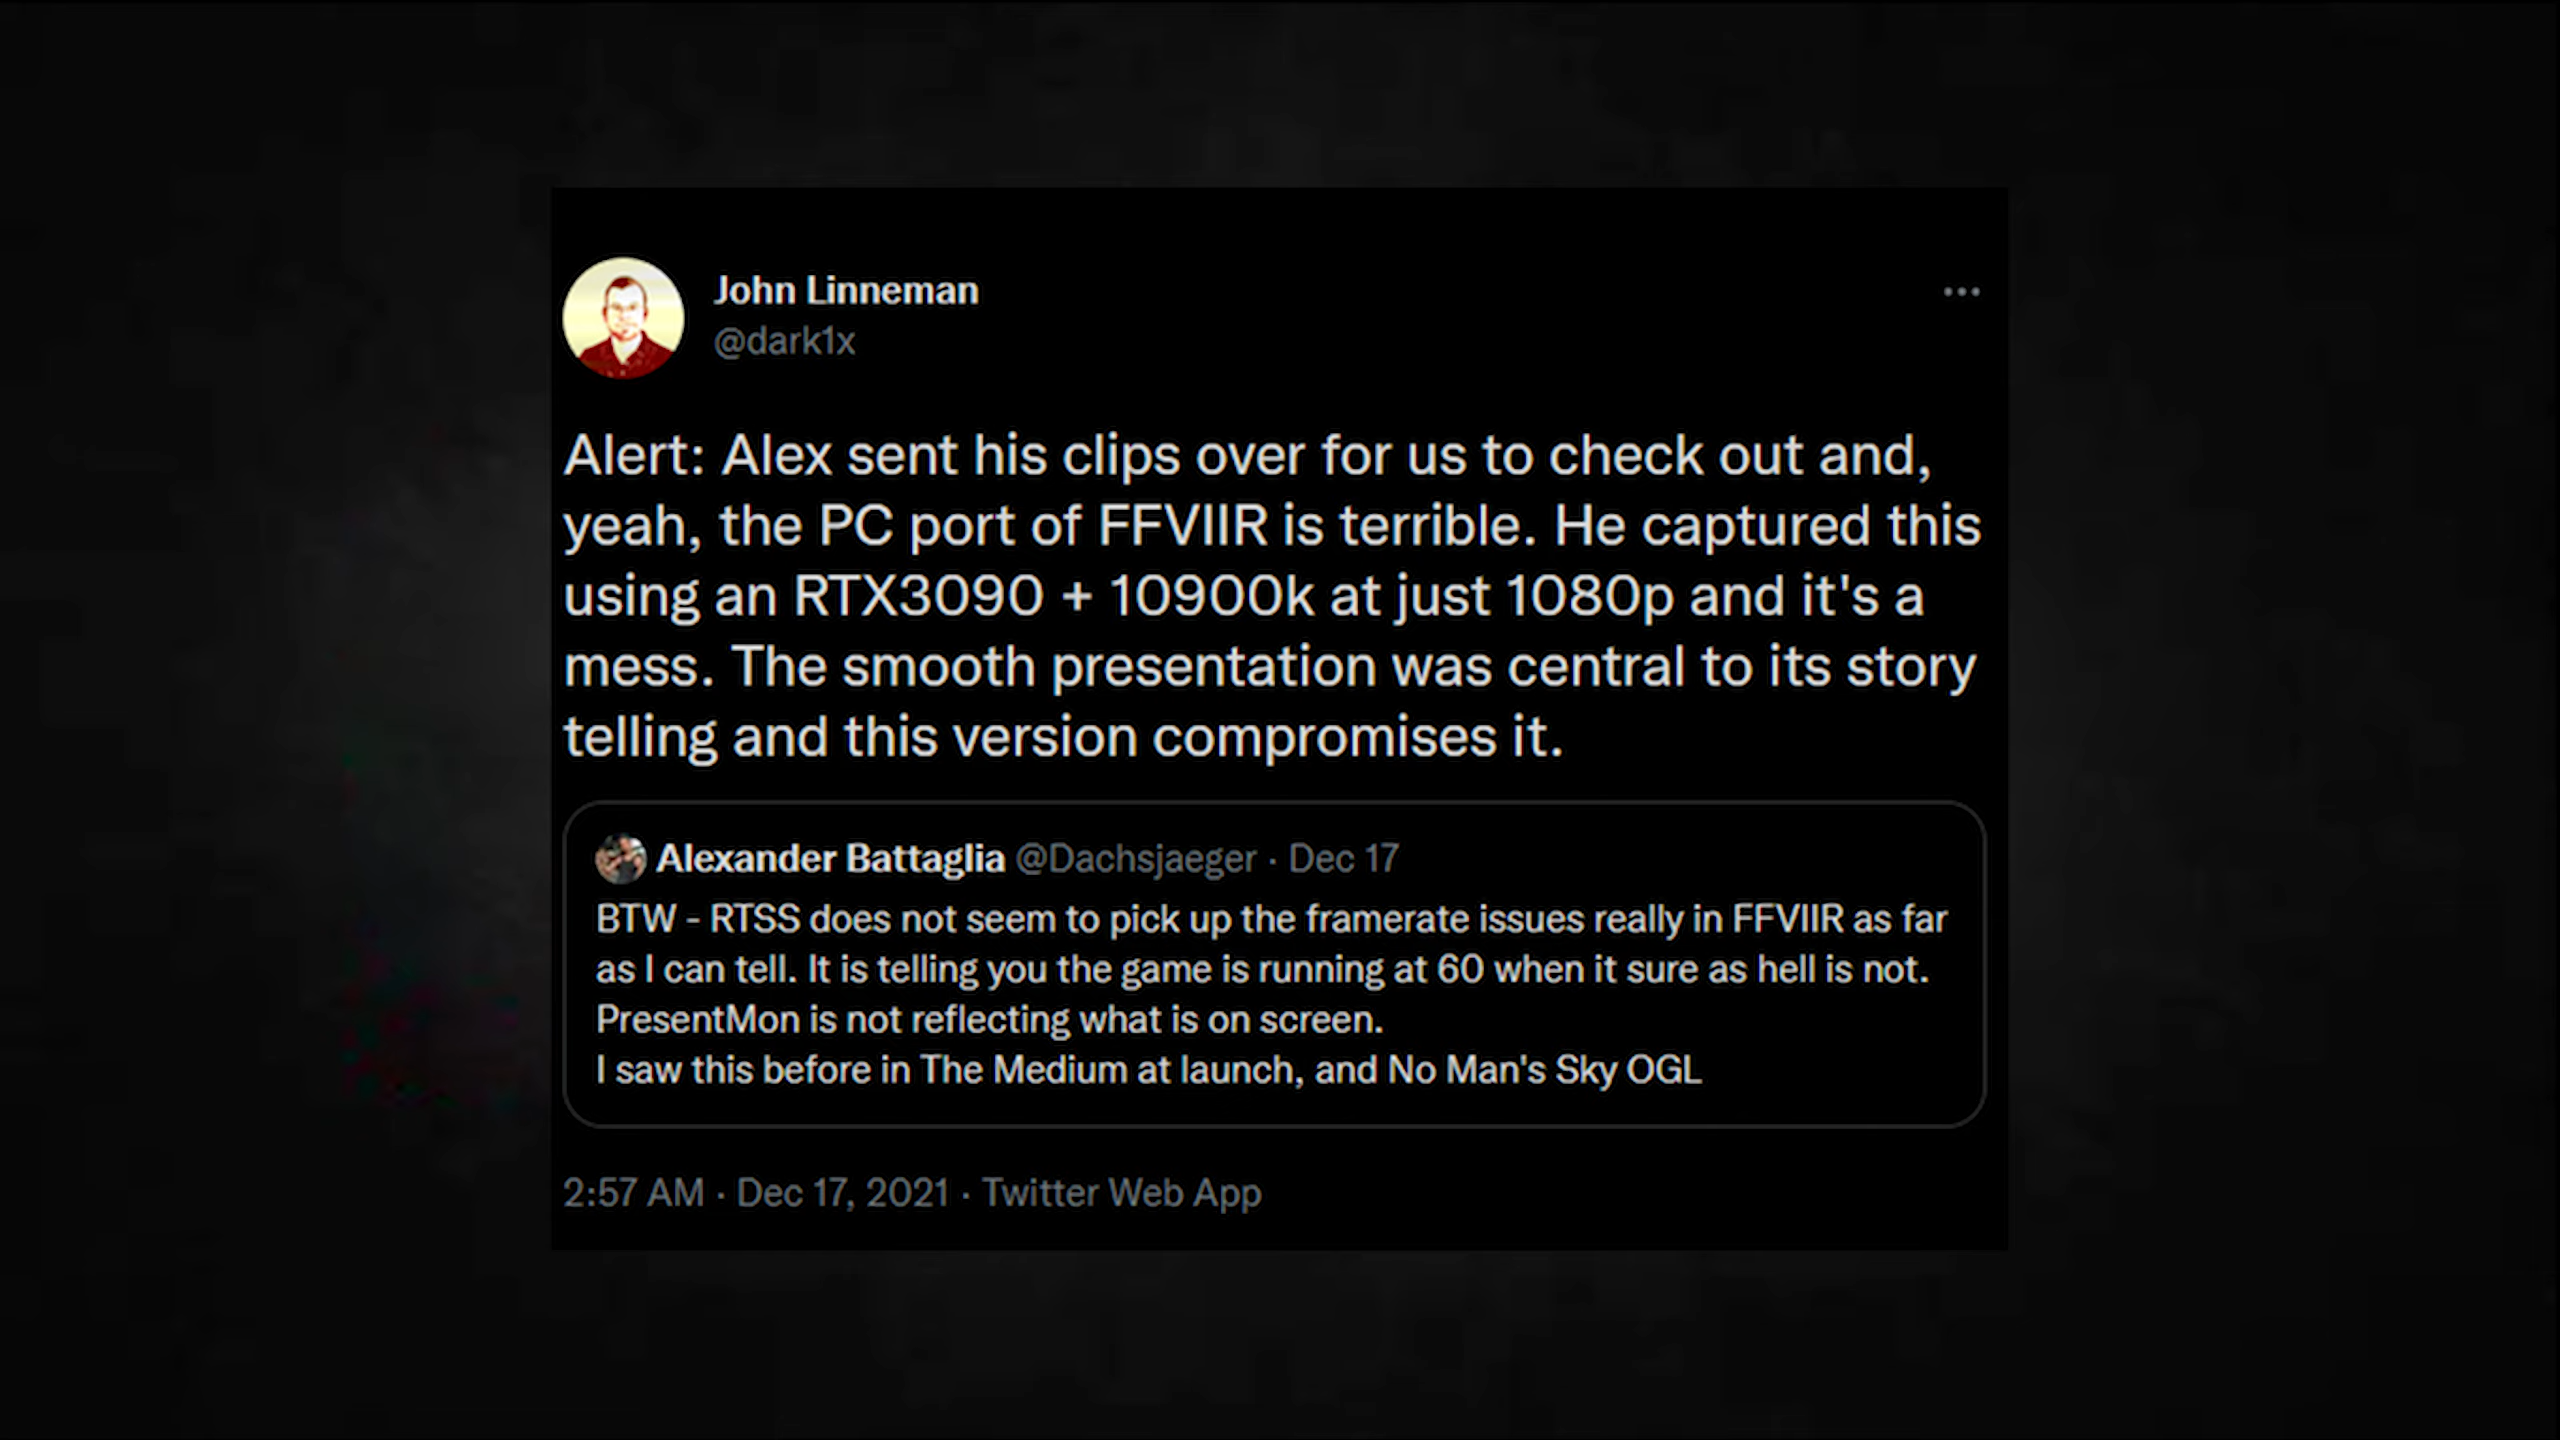 John Linneman
@dark1x
Alert: Alex sent his clips over for us to check out and,
yeah, the PC port of FFVIIR is terrible. He captured this
using an RTX3090 + 10900k at just 1080p and it's a
mess. The smooth presentation was central to its story
telling and this version compromises it.
Alexander Battaglia @Dachsjaeger · Dec 17
BTW - RTSS does not seem to pick up the framerate issues really in FFVIIR as far
as I can tell. It is telling you the game is running at 60 when it sure as hell is not.
PresentMon is not reflecting what is on screen.
I saw this before in The Medium at launch, and No Man's Sky OGL
2:57 AM · Dec 17, 2021 · Twitter Web App